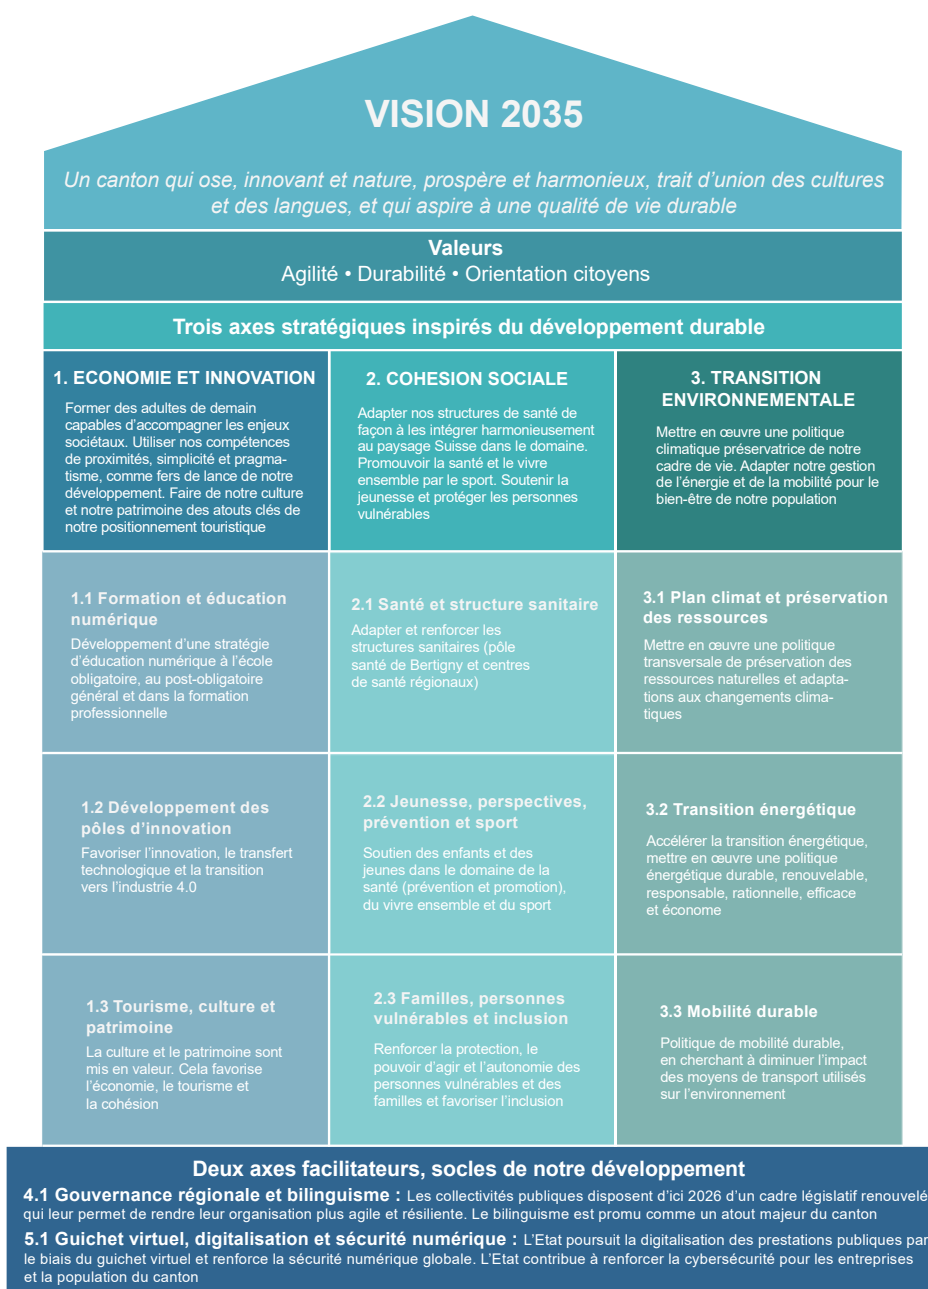 VISION 2035
Un canton qui ose, innovant et nature, prospère et harmonieux, trait d’union des cultures
et des langues, et qui aspire à une qualité de vie durable
Valeurs
Agilité • Durabilité • Orientation citoyens
Trois axes stratégiques inspirés du développement durable
1. ECONOMIE ET INNOVATION
Former des adultes de demain
capables d’accompagner les enjeux
sociétaux. Utiliser nos compétences
de proximités, simplicité et pragma-
tisme, comme fers de lance de notre
développement. Faire de notre culture
et notre patrimoine des atouts clés de
notre positionnement touristique
2. COHESION SOCIALE
Adapter nos structures de santé de
façon à les intégrer harmonieusement
au paysage Suisse dans le domaine.
Promouvoir la santé et le vivre
ensemble par le sport. Soutenir la
jeunesse et protéger les personnes
vulnérables
3. TRANSITION
ENVIRONNEMENTALE
Mettre en œuvre une politique
climatique préservatrice de notre
cadre de vie. Adapter notre gestion
de l’énergie et de la mobilité pour le
bien-être de notre population
1.1 Formation et éducation
numérique
Développement d’une stratégie
d’éducation numérique à l’école
obligatoire, au post-obligatoire
général et dans la formation
professionnelle
2.1 Santé et structure sanitaire
Adapter et renforcer les
structures sanitaires (pôle
santé de Bertigny et centres
de santé régionaux)
3.1 Plan climat et préservation
des ressources
Mettre en œuvre une politique
transversale de préservation des
ressources naturelles et adapta-
tions aux changements clima-
tiques
1.2 Développement des
pôles d’innovation
Favoriser l’innovation, le transfert
technologique et la transition
vers l’industrie 4.0
2.2 Jeunesse, perspectives,
prévention et sport
Soutien des enfants et des
jeunes dans le domaine de la
santé (prévention et promotion),
du vivre ensemble et du sport
3.2 Transition énergétique
Accélérer la transition énergétique,
mettre en œuvre une politique
énergétique durable, renouvelable,
responsable, rationnelle, efficace
et économe
1.3 Tourisme, culture et
patrimoine
La culture et le patrimoine sont
mis en valeur. Cela favorise
l’économie, le tourisme et
la cohésion
2.3 Familles, personnes
vulnérables et inclusion
Renforcer la protection, le
pouvoir d’agir et l’autonomie des
personnes vulnérables et des
familles et favoriser l’inclusion
3.3 Mobilité durable
Politique de mobilité durable,
en cherchant à diminuer l’impact
des moyens de transport utilisés
sur l’environnement
Deux axes facilitateurs, socles de notre développement
4.1 Gouvernance régionale et bilinguisme : Les collectivités publiques disposent d’ici 2026 d’un cadre législatif renouvelé
qui leur permet de rendre leur organisation plus agile et résiliente. Le bilinguisme est promu comme un atout majeur du canton
5.1 Guichet virtuel, digitalisation et sécurité numérique : L’Etat poursuit la digitalisation des prestations publiques par
le biais du guichet virtuel et renforce la sécurité numérique globale. L’Etat contribue à renforcer la cybersécurité pour les entreprises
et la population du canton